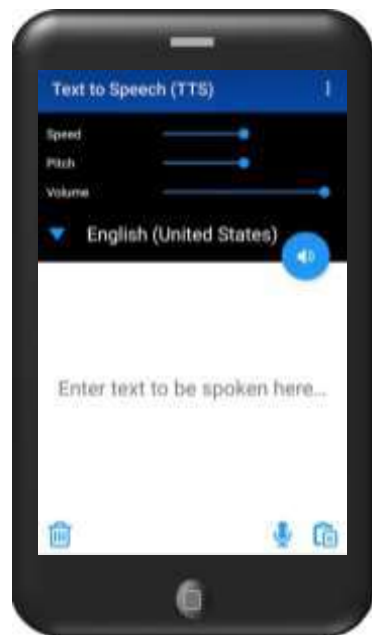 Text to Speech (TTS)
Speed
Pitch
Volume
English (United States)
Enter text to be spoken here...